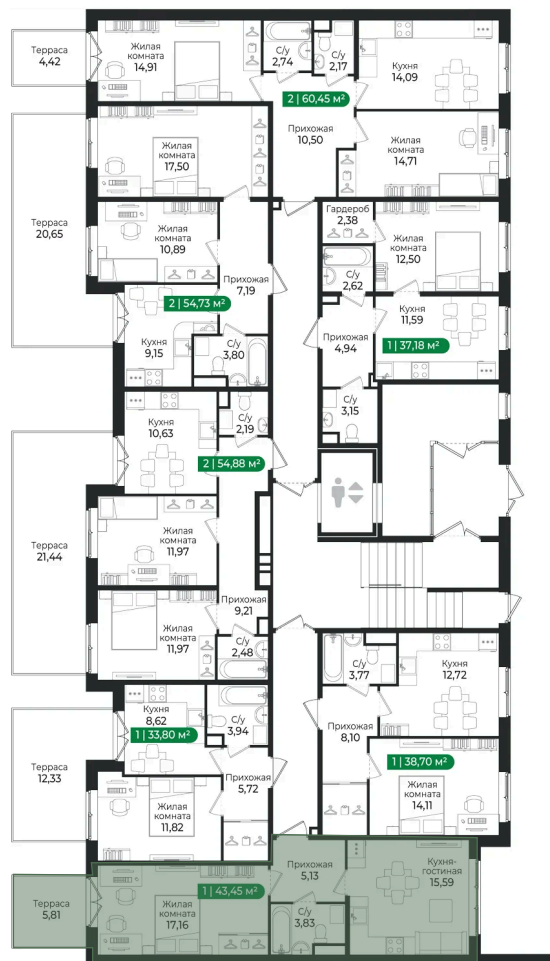 Терраса
4,42
Жилая
комната
14,91
С/у
2,74
С/у
2,17
Кухня
14,09
2 | 60,45 м²
Прихожая
10,50
Жилая
комната
17,50
Жилая
комната
14,71
Терраса
20,65
Жилая
комната
10,89
Гардероб
2,38
Жилая
комната
12,50
Прихожая
7,19
С/у
2,62
2 | 54,73 м²
Кухня
9,15
С/у
3,80
Кухня
11,59
1 | 37,18 м²
Прихожая
4,94
С/у
3,15
Кухня
10,63
С/у
2,19
2 | 54,88 м²
Терраса
21,44
Жилая
комната
11,97
Прихожая
9,21
Жилая
комната
11,97
С/у
2,48
С/у
3,77
Кухня
12,72
Кухня
8,62
1 | 33,80 м²
С/у
3,94
Прихожая
8,10
Терраса
12,33
Прихожая
5,72
1 | 38,70 м²
Жилая
комната
14,11
Жилая
комната
11,82
Терраса
5,81
1 | 43,45 м²
Жилая
комната
17,16
Прихожая
5,13
С/у
3,83
Кухня-
гостиная
15,59